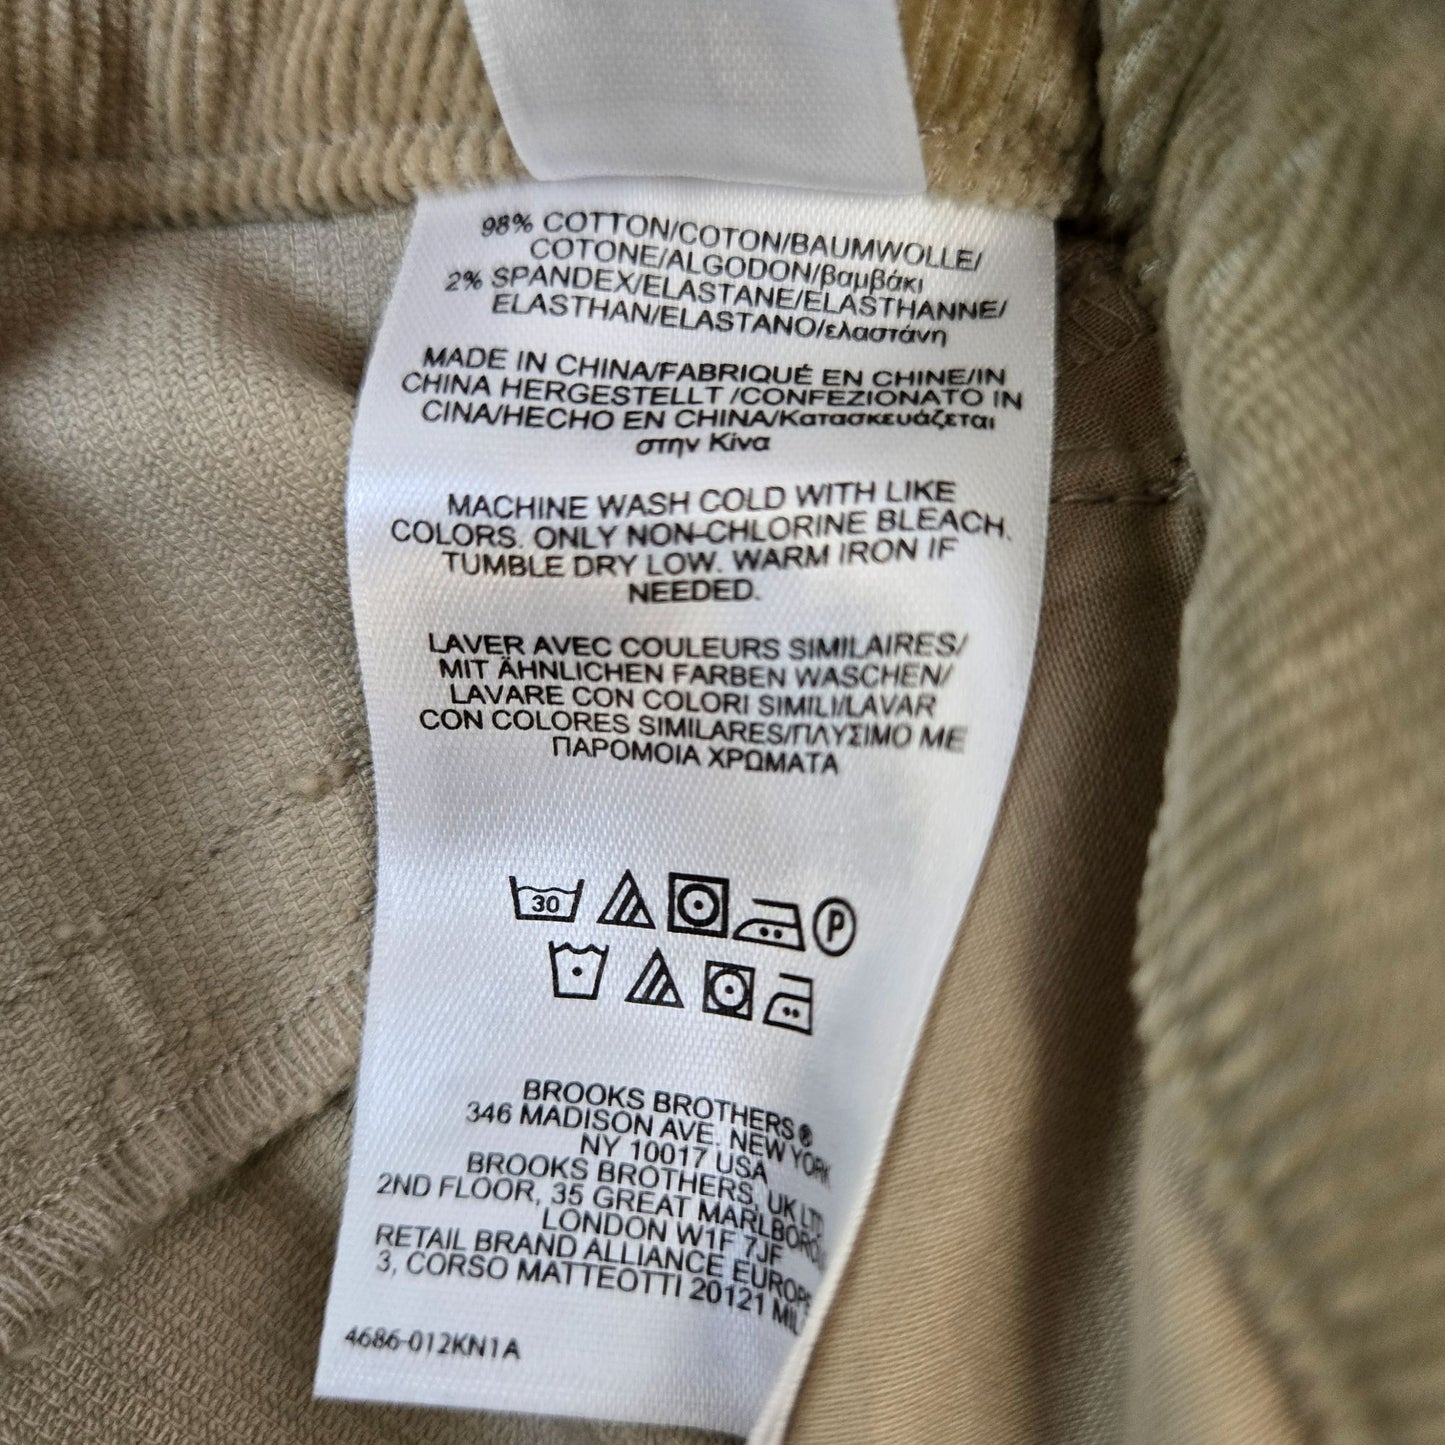 98% COTTON/COTON/BAUMWOLLE/
COTONE/ALGODON/βαμβάκι
2% SPANDEX/ELASTANE/ELASTHANNE/
ELASTHAN/ELASTANO/ελαστάνη
MADE IN CHINA/FABRIQUÉ EN CHINE/IN
CHINA HERGESTELLT /CONFEZIONATO IN
CINA/HECHO EN CHINA/Κατασκευάζεται
στην Κίνα
MACHINE WASH COLD WITH LIKE
COLORS. ONLY NON-CHLORINE BLEACH.
TUMBLE DRY LOW. WARM IRON IF
NEEDED.
LAVER AVEC COULEURS SIMILAIRES/
MIT ÄHNLICHEN FARBEN WASCHEN/
LAVARE CON COLORI SIMILI/LAVAR
CON COLORES SIMILARES/ΠΛΥΣΙΜΟ ΜΕ
ΠΑΡΟΜΟΙΑ ΧΡΩΜΑΤΑ
30 P
BROOKS BROTHERS®
346 MADISON AVE. NEW YORK
NY 10017 USA
BROOKS BROTHERS, UK LTD
2ND FLOOR, 35 GREAT
LONDON W1F 7JF
RETAIL BRAND ALLIANCE EUROPE
3, CORSO MATTEOTTI 20121
4686-012KN1A